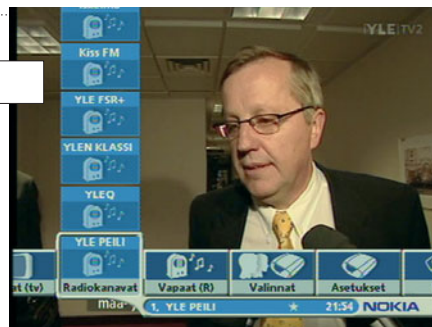 YLE TV2
Kiss FM
YLE FSR+
YLEN KLASSI
YLEQ
YLE PEILI
t (tv)
Radiokanavat
Vapaat (R)
Valinnat
Asetukset
maa-
1. YLE PEILI
21:54
NOKIA